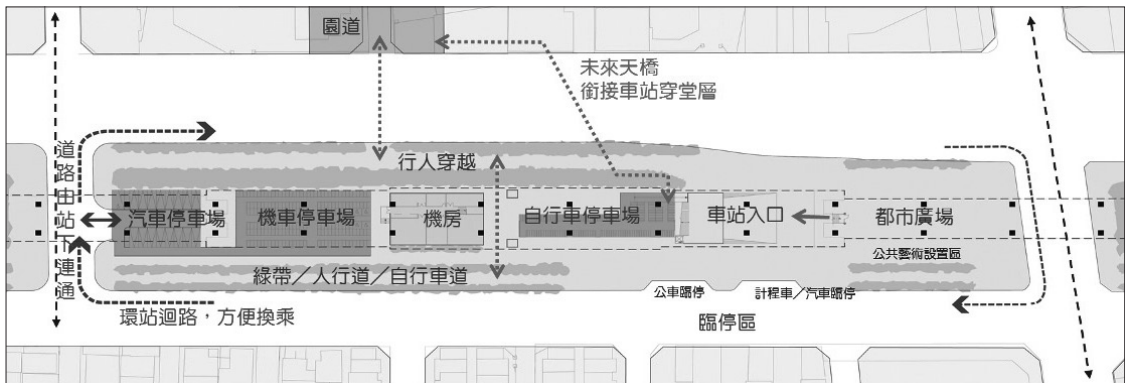 園道
未來天橋
銜接車站穿堂層
道路由站下連通
行人穿越
汽車停車場
機車停車場
機房
自行車停車場
車站入口
都市廣場
公共藝術設置區
綠帶／人行道／自行車道
公車臨停
計程車／汽車臨停
環站迴路，方便換乘
臨停區